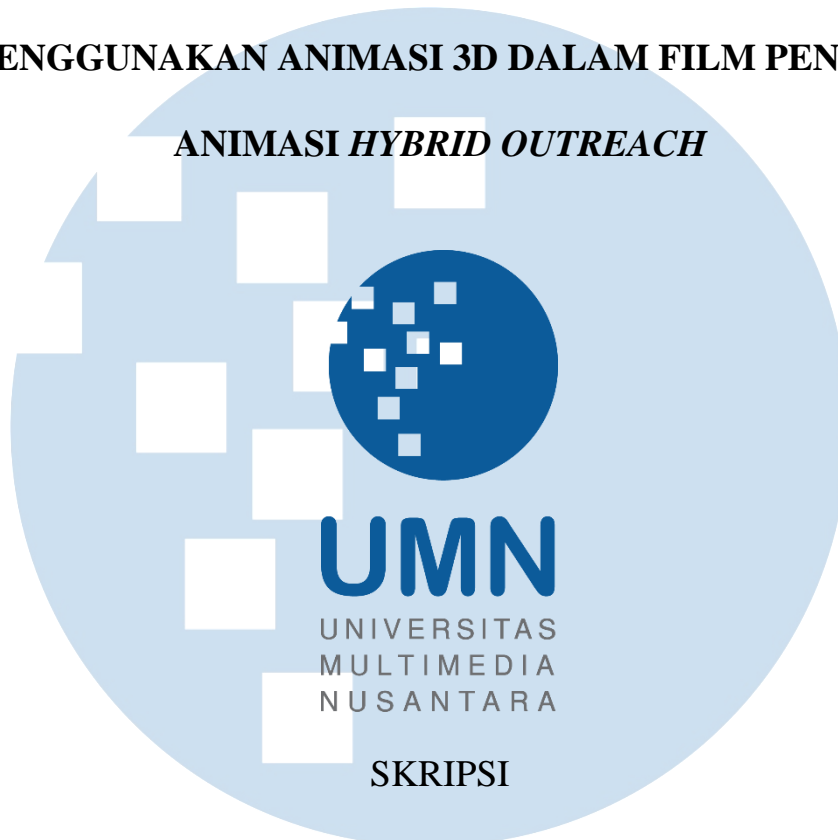 ENGGUNAKAN ANIMASI 3D DALAM FILM PEN
ANIMASI HYBRID OUTREACH
UMN
UNIVERSITAS
MULTIMEDIA
NUSANTARA
SKRIPSI